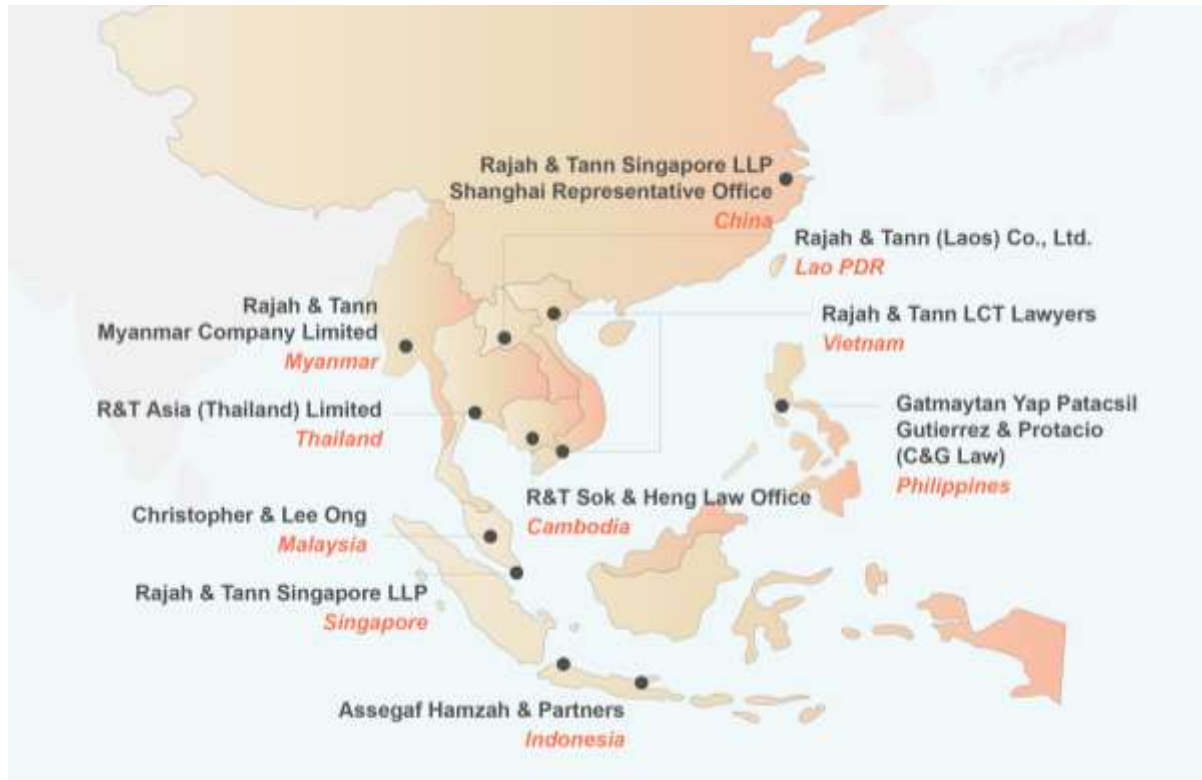 Rajah & Tann Singapore LLP
Shanghai Representative Office
China
Rajah & Tann (Laos) Co., Ltd.
Lao PDR
Rajah & Tann
Myanmar Company Limited
Myanmar
Rajah & Tann LCT Lawyers
Vietnam
R&T Asia (Thailand) Limited
Thailand
Gatmaytan Yap Patacsil
Gutierrez & Protacio
(C&G Law)
Philippines
R&T Sok & Heng Law Office
Cambodia
Christopher & Lee Ong
Malaysia
Rajah & Tann Singapore LLP
Singapore
Assegaf Hamzah & Partners
Indonesia